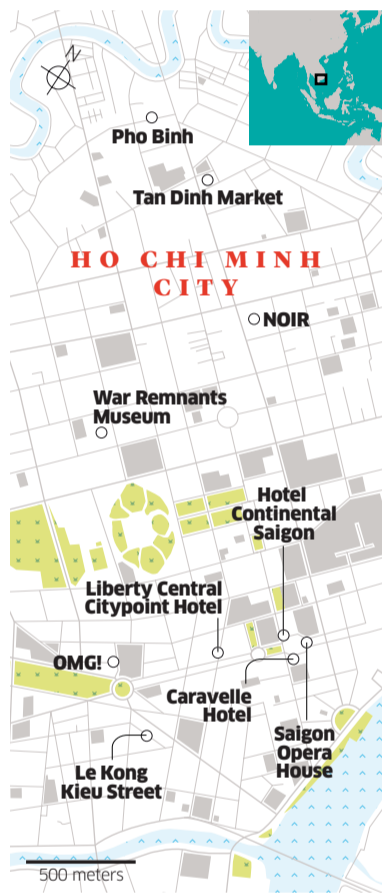 N
Pho Binh
Tan Dinh Market
HO CHI MINH
CITY
NOIR
War Remnants
Museum
Hotel
Continental
Saigon
Liberty Central
Citypoint Hotel
OMG!
Caravelle
Hotel
Saigon
Opera
House
Le Kong
Kieu Street
500 meters